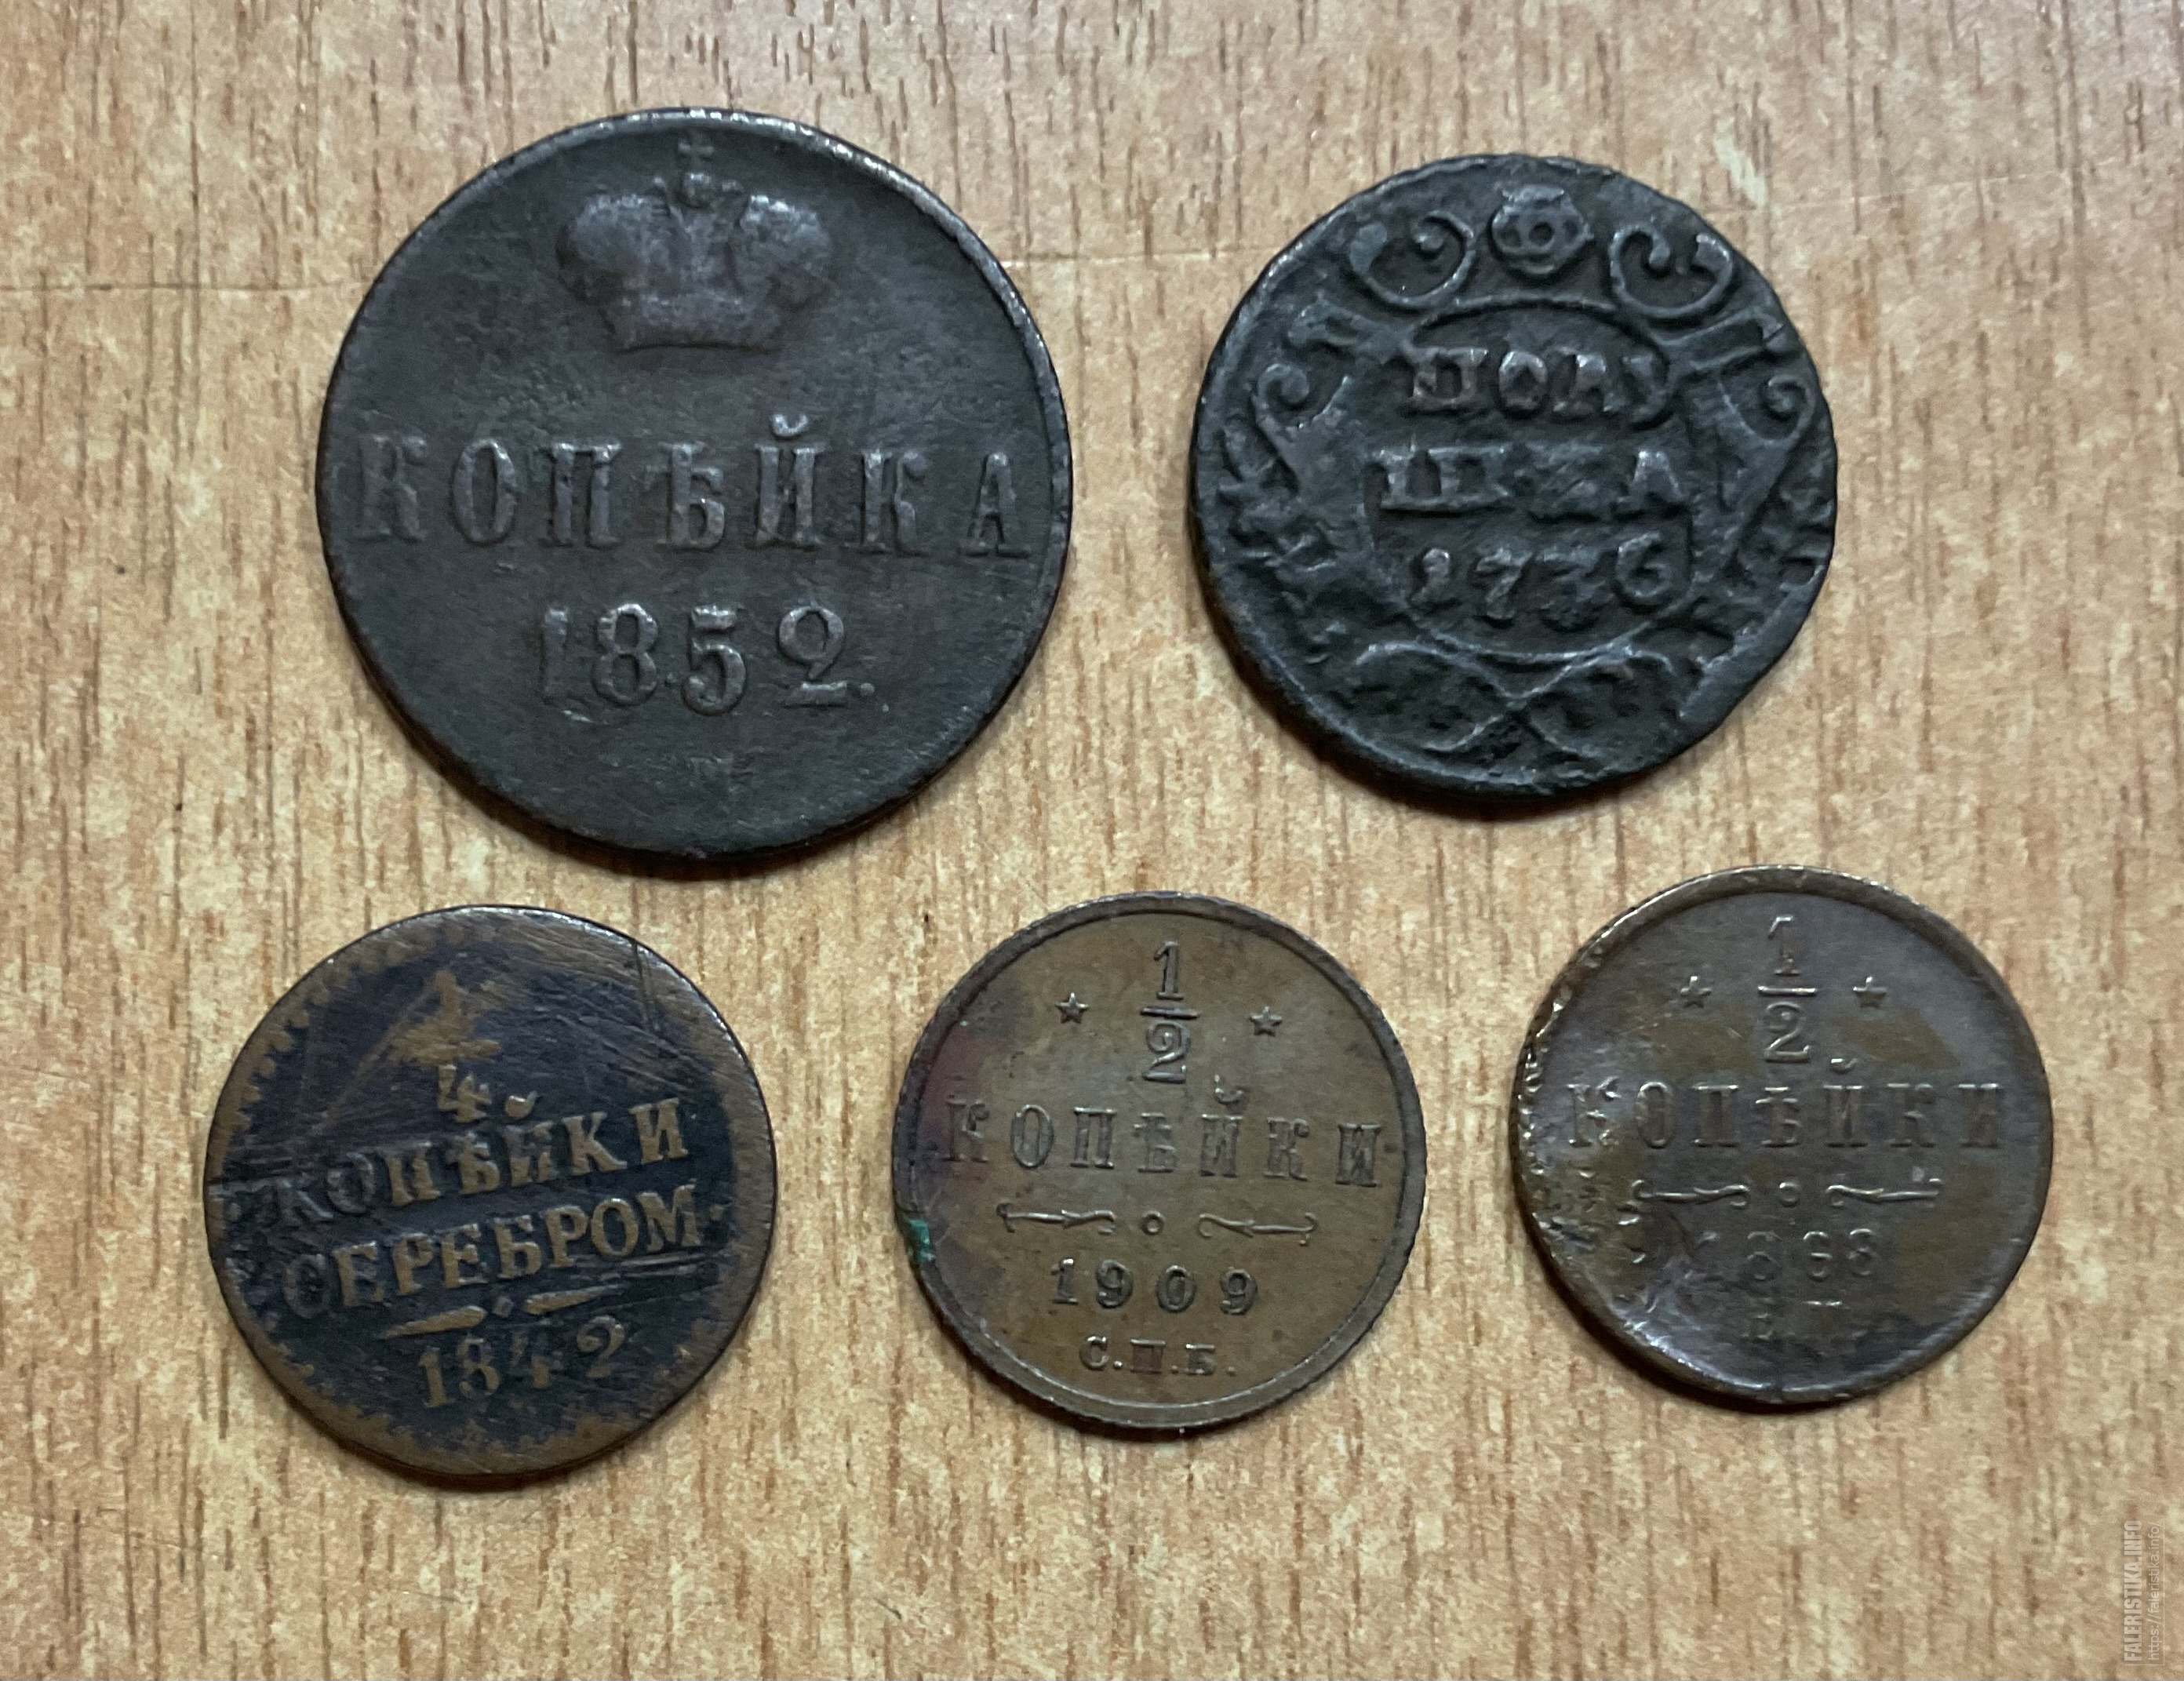 КОПѢЙКА
1852.
ПОЛУ
ШКА
1736
1
4
КОПѢЙКИ
СЕРЕБРОМ.
1842
1
2
КОПѢЙКИ
1909
С.П.Б.
1
2
КОПѢЙКИ
FALERISTIKA.INFO
https://faleristika.info/